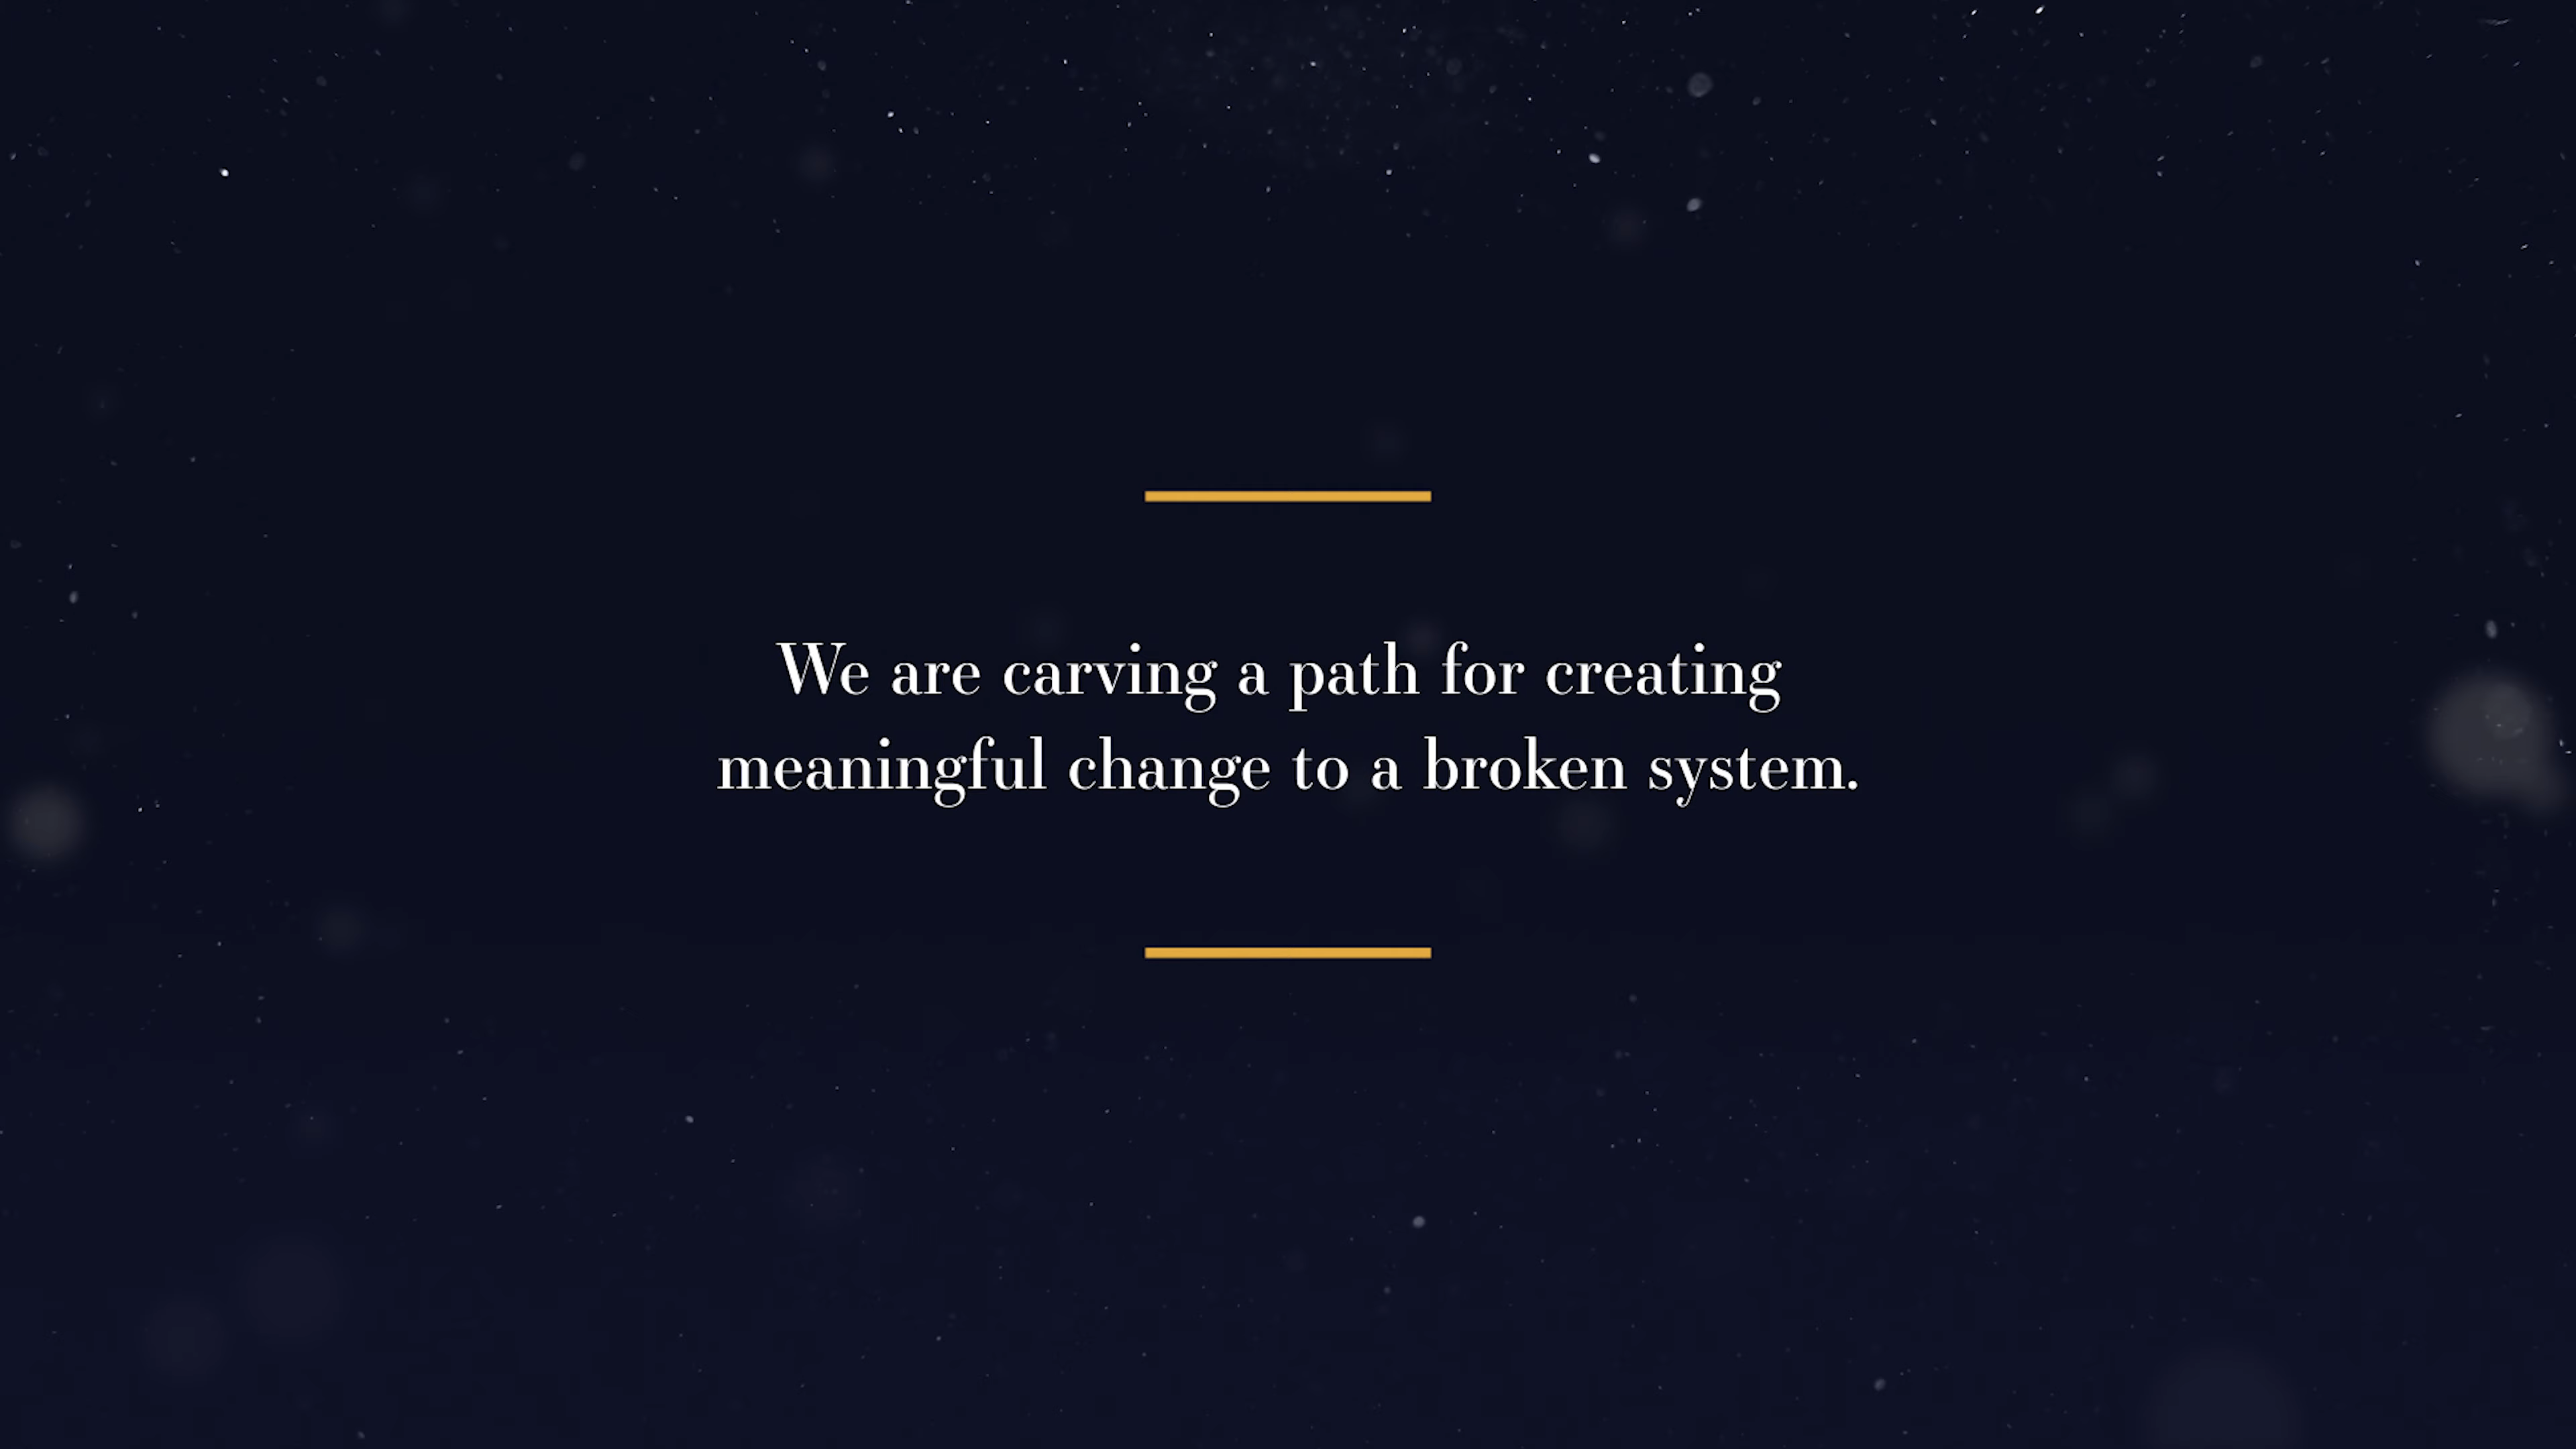 We are carving a path for creating
meaningful change to a broken system.